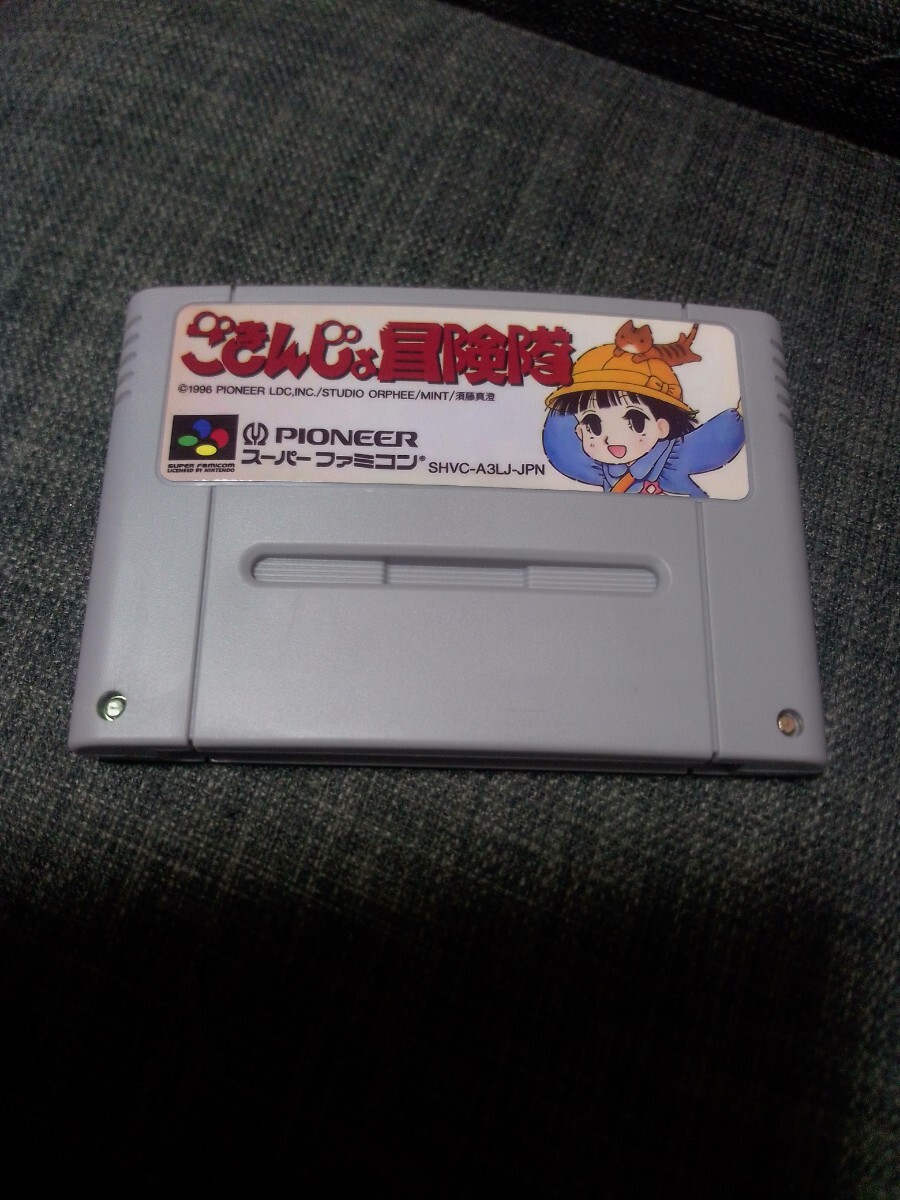 ごきんじょ冒険隊
©1996 PIONEER LDC,INC./STUDIO ORPHEE/MINT/須藤真澄
PIONEER
SUPER FAMICOM
LICENSED BY NINTENDO
スーパーファミコン® SHVC-A3LJ-JPN